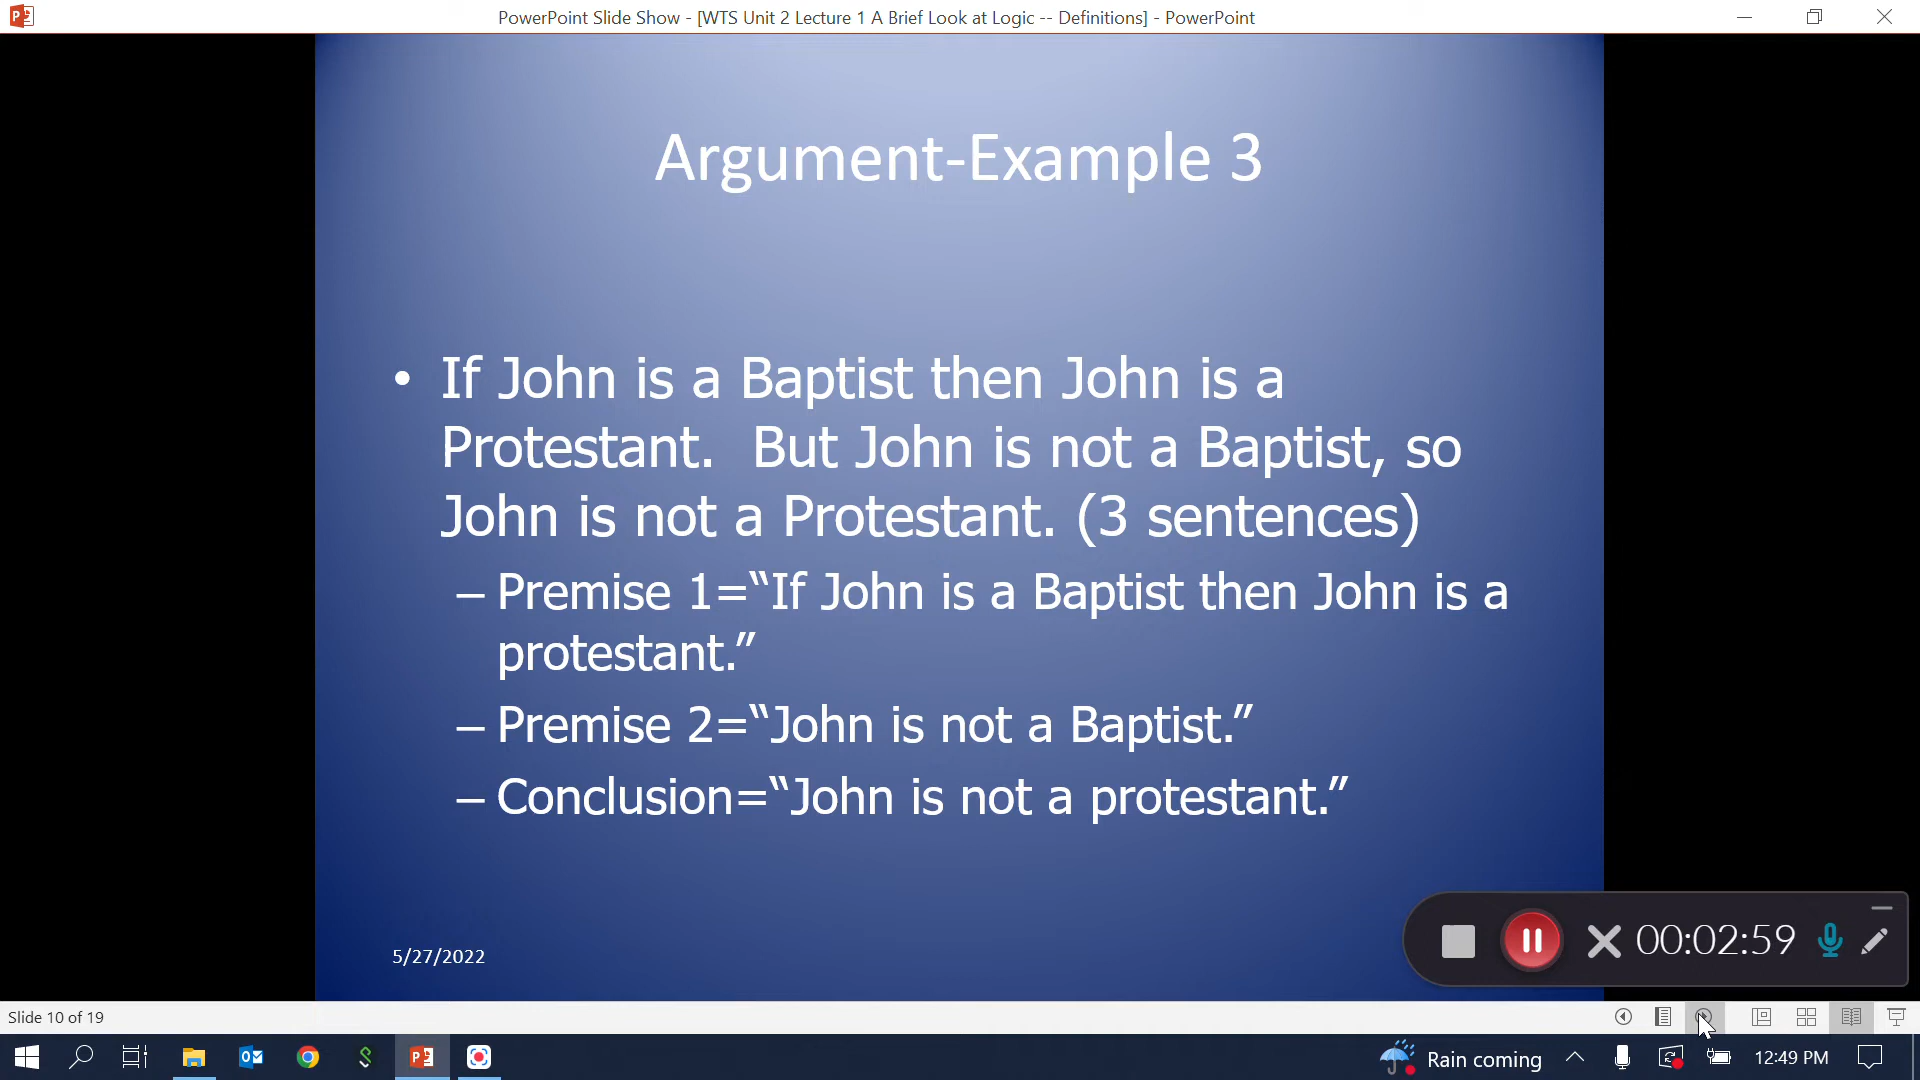 PowerPoint Slide Show - [WTS Unit 2 Lecture 1 A Brief Look at Logic -- Definitions] - PowerPoint
Argument-Example 3
• If John is a Baptist then John is a
Protestant.  But John is not a Baptist, so
John is not a Protestant. (3 sentences)
– Premise 1=“If John is a Baptist then John is a
protestant.”
– Premise 2=“John is not a Baptist.”
– Conclusion=“John is not a protestant.”
5/27/2022
00:02:59
Slide 10 of 19
Rain coming
12:49 PM